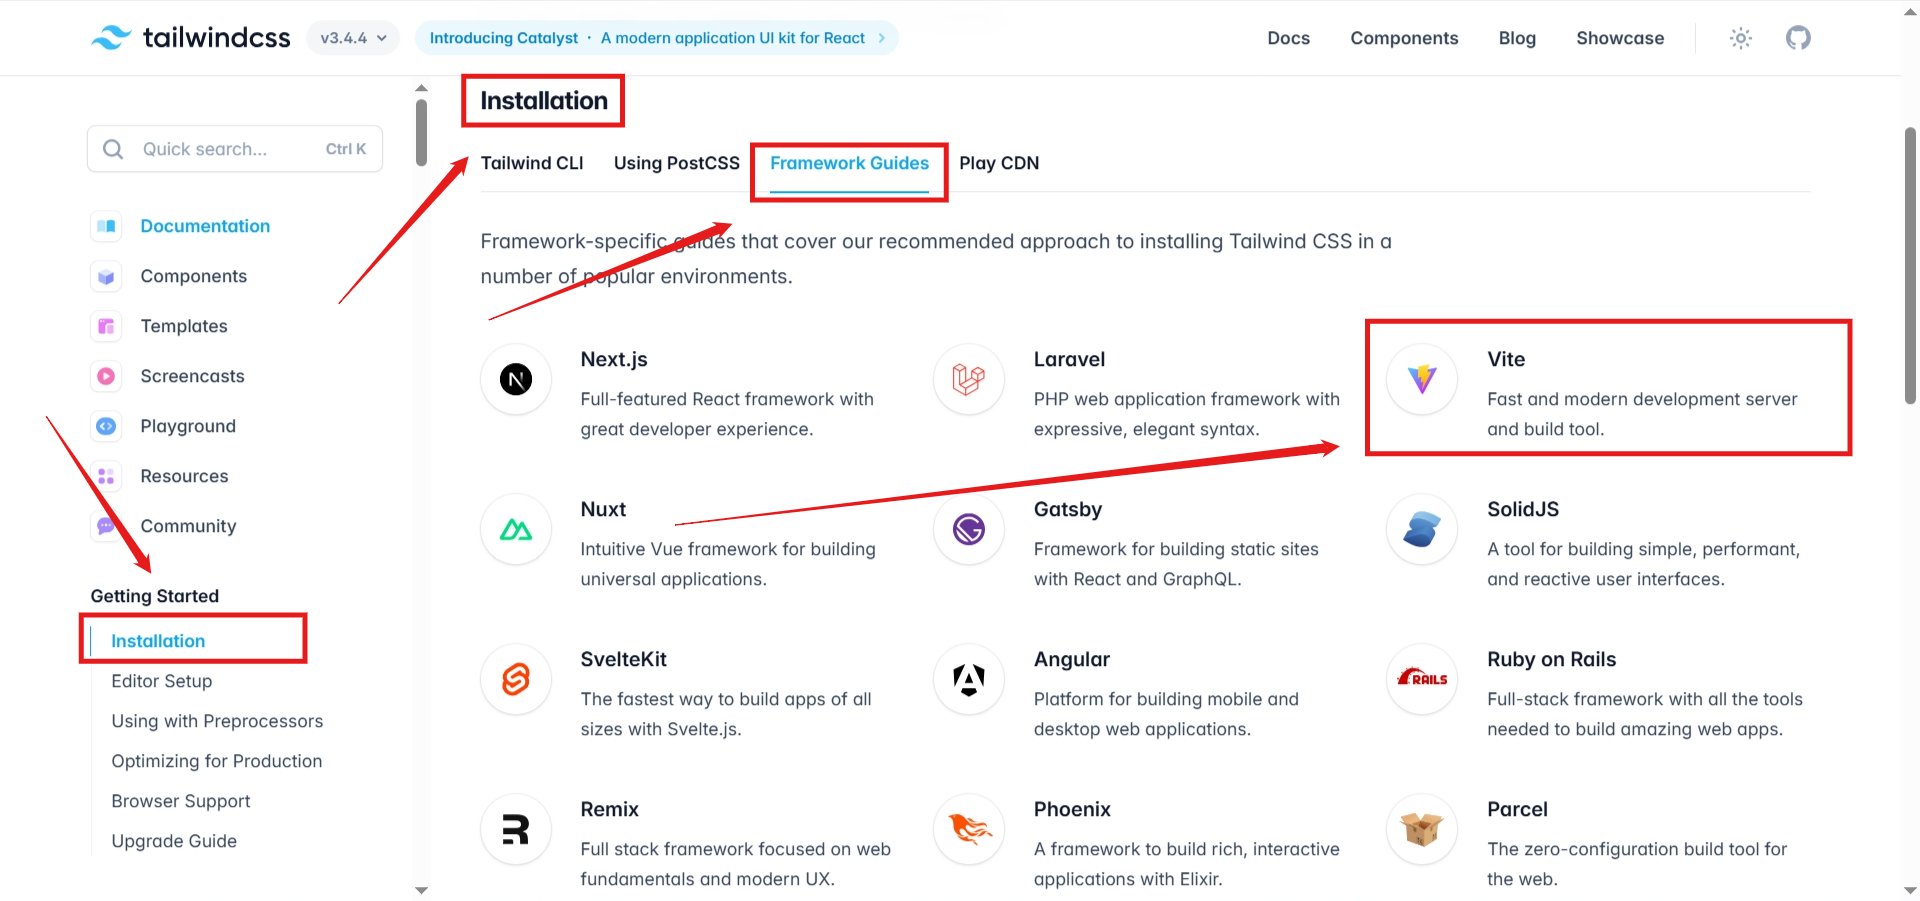 tailwindcss
v3.4.4
Introducing Catalyst · A modern application UI kit for React
Docs
Components
Blog
Showcase
Quick search...
Ctrl K
Documentation
Components
Templates
Screencasts
Playground
Resources
Community
Getting Started
Installation
Editor Setup
Using with Preprocessors
Optimizing for Production
Browser Support
Upgrade Guide
Installation
Tailwind CLI
Using PostCSS
Framework Guides
Play CDN
Framework-specific guides that cover our recommended approach to installing Tailwind CSS in a
number of popular environments.
Next.js
Full-featured React framework with
great developer experience.
Laravel
PHP web application framework with
expressive, elegant syntax.
Vite
Fast and modern development server
and build tool.
Nuxt
Intuitive Vue framework for building
universal applications.
Gatsby
Framework for building static sites
with React and GraphQL.
SolidJS
A tool for building simple, performant,
and reactive user interfaces.
SvelteKit
The fastest way to build apps of all
sizes with Svelte.js.
Angular
Platform for building mobile and
desktop web applications.
RAILS
Ruby on Rails
Full-stack framework with all the tools
needed to build amazing web apps.
Remix
Full stack framework focused on web
fundamentals and modern UX.
Phoenix
A framework to build rich, interactive
applications with Elixir.
Parcel
The zero-configuration build tool for
the web.